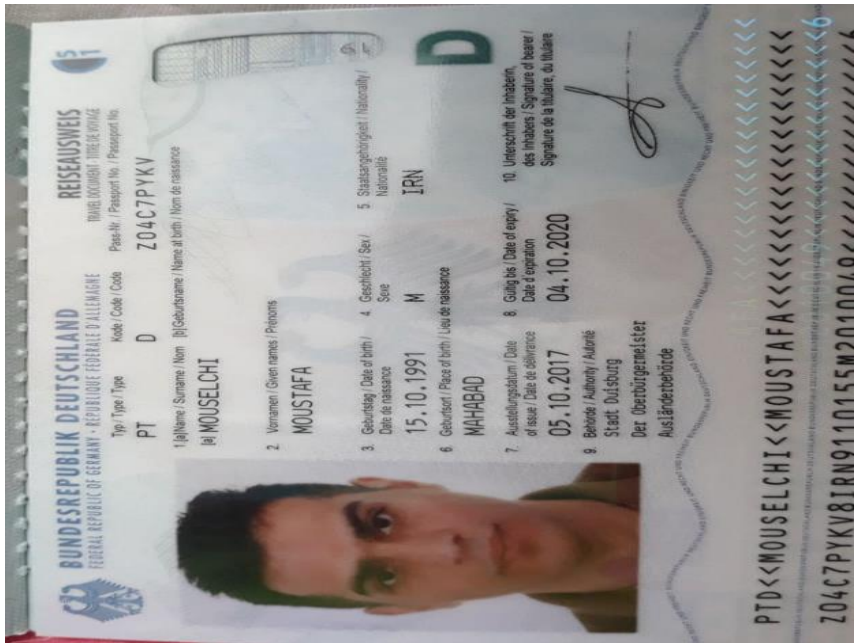 BUNDESREPUBLIK DEUTSCHLAND
FEDERAL REPUBLIC OF GERMANY · REPUBLIQUE FEDERALE D'ALLEMAGNE
REISEAUSWEIS
TRAVEL DOCUMENT · TITRE DE VOYAGE
51
Typ / Type / Type Kode / Code / Code Pass-Nr. / Passport No. / Passeport No.
PT D Z04C7PYKV
1 [a]Name / Surname / Nom [b]Geburtsname / Name at birth / Nom de naissance
[a] MOUSELCHI
2. Vornamen / Given names / Prénoms
MOUSTAFA
3. Geburtstag / Date of birth / Date de naissance
4. Geschlecht / Sex / Sexe
5. Staatsangehörigkeit / Nationality / Nationalité
15.10.1991 M IRN
6. Geburtsort / Place of birth / Lieu de naissance
MAHABAD
D
7. Ausstellungsdatum / Date of issue / Date de délivrance
8. Gültig bis / Date of expiry / Date d'expiration
10. Unterschrift der Inhaberin, des Inhabers / Signature of bearer / Signature de la titulaire, du titulaire
05.10.2017 04.10.2020
9. Behörde / Authority / Autorité
Stadt Duisburg
Der Oberbürgermeister
Ausländerbehörde
PTD<<MOUSELCHI<<MOUSTAFA<<<<<<<<<<<<<<<<<<<<
Z04C7PYKV8IRN9110155M2010049<<<<<<<<<<<<<<<6